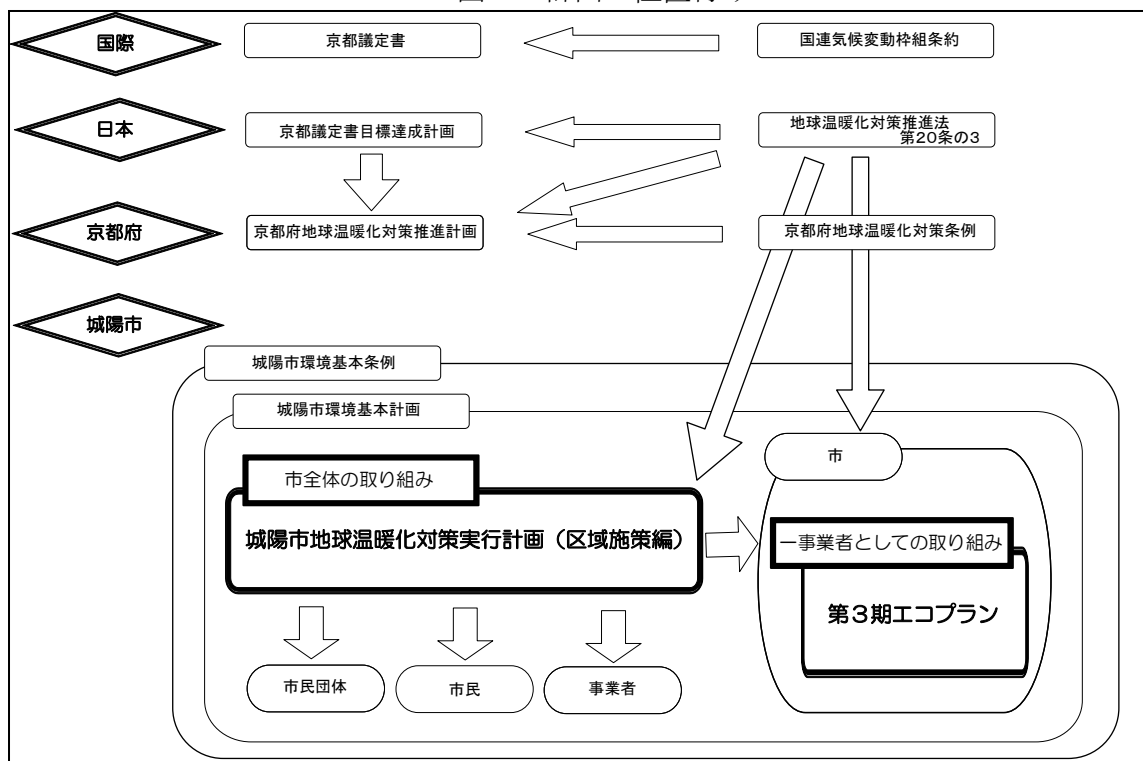 国際
京都議定書
国連気候変動枠組条約
日本
京都議定書目標達成計画
地球温暖化対策推進法
第20条の3
京都府
京都府地球温暖化対策推進計画
京都府地球温暖化対策条例
城陽市
城陽市環境基本条例
城陽市環境基本計画
市
市全体の取り組み
城陽市地球温暖化対策実行計画（区域施策編）
一事業者としての取り組み
第３期エコプラン
市民団体
市民
事業者